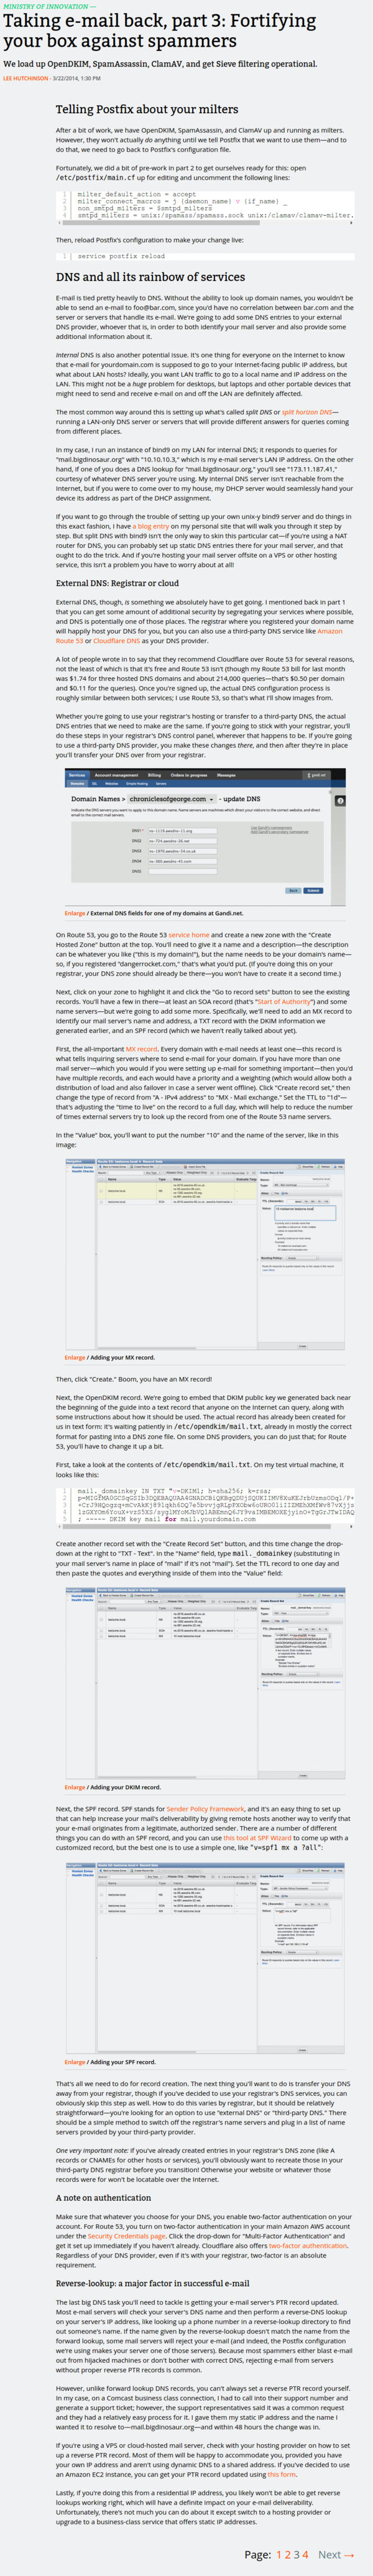 MINISTRY OF INNOVATION —
Taking e-mail back, part 3: Fortifying
your box against spammers
We load up OpenDKIM, SpamAssassin, ClamAV, and get Sieve filtering operational.
LEE HUTCHINSON - 3/22/2014, 1:30 PM
Telling Postfix about your milters
After a bit of work, we have OpenDKIM, SpamAssassin, and ClamAV up and running as milters.
However, they won't actually do anything until we tell Postfix that we want to use them—and to
do that, we need to go back to Postfix's configuration file.
Fortunately, we did a bit of pre-work in part 2 to get ourselves ready for this: open
/etc/postfix/main.cf up for editing and uncomment the following lines:
1 milter_default_action = accept
2 milter_connect_macros = j {daemon_name} v {if_name} _
3 non_smtpd_milters = $smtpd_milters
4 smtpd_milters = unix:/spamass/spamass.sock unix:/clamav/clamav-milter.
Then, reload Postfix's configuration to make your change live:
1 service postfix reload
DNS and all its rainbow of services
E-mail is tied pretty heavily to DNS. Without the ability to look up domain names, you wouldn't be
able to send an e-mail to foo@bar.com, since you'd have no correlation between bar.com and the
server or servers that handle its e-mail. We're going to add some DNS entries to your external
DNS provider, whoever that is, in order to both identify your mail server and also provide some
additional information about it.
Internal DNS is also another potential issue. It's one thing for everyone on the Internet to know
that e-mail for yourdomain.com is supposed to go to your internet-facing public IP address, but
what about LAN hosts? Ideally, you want LAN traffic to go to a local name and IP address on the
LAN. This might not be a huge problem for desktops, but laptops and other portable devices that
might need to send and receive e-mail on and off the LAN are definitely affected.
The most common way around this is setting up what's called split DNS or split horizon DNS—
running a LAN-only DNS server or servers that will provide different answers for queries coming
from different places.
In my case, I run an instance of bind9 on my LAN for internal DNS; it responds to queries for
"mail.bigdinosaur.org" with "10.10.10.3," which is my e-mail server's LAN IP address. On the other
hand, if one of you does a DNS lookup for "mail.bigdinosaur.org," you'll see "173.11.187.41,"
courtesy of whatever DNS server you're using. My internal DNS server isn't reachable from the
Internet, but if you were to come over to my house, my DHCP server would seamlessly hand your
device its address as part of the DHCP assignment.
If you want to go through the trouble of setting up your own unix-y bind9 server and do things in
this exact fashion, I have a blog entry on my personal site that will walk you through it step by
step. But split DNS with bind9 isn't the only way to skin this particular cat—if you're using a NAT
router for DNS, you can probably set up static DNS entries there for your mail server, and that
ought to do the trick. And if you're hosting your mail server offsite on a VPS or other hosting
service, this isn't a problem you have to worry about at all!
External DNS: Registrar or cloud
External DNS, though, is something we absolutely have to get going. I mentioned back in part 1
that you can get some amount of additional security by segregating your services where possible,
and DNS is potentially one of those places. The registrar where you registered your domain name
will happily host your DNS for you, but you can also use a third-party DNS service like Amazon
Route 53 or Cloudflare DNS as your DNS provider.
A lot of people wrote in to say that they recommend Cloudflare over Route 53 for several reasons,
not the least of which is that it's free and Route 53 isn't (though my Route 53 bill for last month
was $1.74 for three hosted DNS domains and about 214,000 queries—that's $0.50 per domain
and $0.11 for the queries). Once you're signed up, the actual DNS configuration process is
roughly similar between both services; I use Route 53, so that's what I'll show images from.
Whether you're going to use your registrar's hosting or transfer to a third-party DNS, the actual
DNS entries that we need to make are the same. If you're going to stick with your registrar, you'll
do these steps in your registrar's DNS control panel, wherever that happens to be. If you're going
to use a third-party DNS provider, you make these changes there, and then after they're in place
you'll transfer your DNS over from your registrar.
Services Account management Billing Orders in progress Messages
Domain Names > chroniclesofgeorge.com - update DNS
DNS1
DNS2
DNS3
DNS4
DNS5
Back Submit
Enlarge / External DNS fields for one of my domains at Gandi.net.
On Route 53, you go to the Route 53 service home and create a new zone with the "Create
Hosted Zone" button at the top. You'll need to give it a name and a description—the description
can be whatever you like ("this is my domain!"), but the name needs to be your domain's name—
so, if you registered "dangerrocket.com," that's what you'd put. (If you're doing this on your
registrar, your DNS zone should already be there—you won't have to create it a second time.)
Next, click on your zone to highlight it and click the "Go to record sets" button to see the existing
records. You'll have a few in there—at least an SOA record (that's "Start of Authority") and some
name servers—but we're going to add some more. Specifically, we'll need to add an MX record to
identify our mail server's name and address, a TXT record with the DKIM information we
generated earlier, and an SPF record (which we haven't really talked about yet).
First, the all-important MX record. Every domain with e-mail needs at least one—this record is
what tells inquiring servers where to send e-mail for your domain. If you have more than one
mail server—which you would if you were setting up e-mail for something important—then you'd
have multiple records, and each would have a priority and a weighting (which would allow both a
distribution of load and also failover in case a server went offline). Click "Create record set," then
change the type of record from "A - IPv4 address" to "MX - Mail exchange." Set the TTL to "1d"—
that's adjusting the "time to live" on the record to a full day, which will help to reduce the number
of times external servers try to look up the record from one of the Route 53 name servers.
In the "Value" box, you'll want to put the number "10" and the name of the server, like in this
image:
Enlarge / Adding your MX record.
Then, click "Create." Boom, you have an MX record!
Next, the OpenDKIM record. We're going to embed that DKIM public key we generated back near
the beginning of the guide into a text record that anyone on the Internet can query, along with
some instructions about how it should be used. The actual record has already been created for
us in text form: it's waiting patiently in /etc/opendkim/mail.txt, already in mostly the correct
format for pasting into a DNS zone file. On some DNS providers, you can do just that; for Route
53, you'll have to change it up a bit.
First, take a look at the contents of /etc/opendkim/mail.txt. On my test virtual machine, it
looks like this:
1 mail._domainkey IN TXT "v=DKIM1; h=sha256; k=rsa;
5 ; ----- DKIM key mail for mail.yourdomain.com
Create another record set with the "Create Record Set" button, and this time change the drop-
down at the right to "TXT - Text". In the "Name" field, type mail._domainkey (substituting in
your mail server's name in place of "mail" if it's not "mail"). Set the TTL record to one day and
then paste the quotes and everything inside of them into the "Value" field:
Enlarge / Adding your DKIM record.
Next, the SPF record. SPF stands for Sender Policy Framework, and it's an easy thing to set up
that can help increase your mail's deliverability by giving remote hosts another way to verify that
your e-mail originates from a legitimate, authorized sender. There are a number of different
things you can do with an SPF record, and you can use this tool at SPF Wizard to come up with a
customized record, but the best one is to use a simple one, like "v=spf1 mx a ?all":
Enlarge / Adding your SPF record.
That's all we need to do for record creation. The next thing you'll want to do is transfer your DNS
away from your registrar, though if you've decided to use your registrar's DNS services, you can
obviously skip this step as well. How to do this varies by registrar, but it should be relatively
straightforward—you're looking for an option to use "external DNS" or "third-party DNS." There
should be a simple method to switch off the registrar's name servers and plug in a list of name
servers provided by your third-party provider.
One very important note: if you've already created entries in your registrar's DNS zone (like A
records or CNAMEs for other hosts or services), you'll obviously want to recreate those in your
third-party DNS registrar before you transition! Otherwise your website or whatever those
records were for won't be locatable over the Internet.
A note on authentication
Make sure that whatever you choose for your DNS, you enable two-factor authentication on your
account. For Route 53, you turn on two-factor authentication in your main Amazon AWS account
under the Security Credentials page. Click the drop-down for "Multi-Factor Authentication" and
get it set up immediately if you haven't already. Cloudflare also offers two-factor authentication.
Regardless of your DNS provider, even if it's with your registrar, two-factor is an absolute
requirement.
Reverse-lookup: a major factor in successful e-mail
The last big DNS task you'll need to tackle is getting your e-mail server's PTR record updated.
Most e-mail servers will check your server's DNS name and then perform a reverse-DNS lookup
on your server's IP address, like looking up a phone number in a reverse-lookup directory to find
out someone's name. If the name given by the reverse-lookup doesn't match the name from the
forward lookup, some mail servers will reject your e-mail (and indeed, the Postfix configuration
we're using makes your server one of those servers). Because most spammers either blast e-mail
out from hijacked machines or don't bother with correct DNS, rejecting e-mail from servers
without proper reverse PTR records is common.
However, unlike forward lookup DNS records, you can't always set a reverse PTR record yourself.
In my case, on a Comcast business class connection, I had to call into their support number and
generate a support ticket; however, the support representatives said it was a common request
and they had a relatively easy process for it. I gave them my static IP address and the name I
wanted it to resolve to—mail.bigdinosaur.org—and within 48 hours the change was in.
If you're using a VPS or cloud-hosted mail server, check with your hosting provider on how to set
up a reverse PTR record. Most of them will be happy to accommodate you, provided you have
your own IP address and aren't using dynamic DNS to a shared address. If you've decided to use
an Amazon EC2 instance, you can get your PTR record updated using this form.
Lastly, if you're doing this from a residential IP address, you likely won't be able to get reverse
lookups working right, which will have a definite impact on your e-mail deliverability.
Unfortunately, there's not much you can do about it except switch to a hosting provider or
upgrade to a business-class service that offers static IP addresses.
Page: 1 2 3 4 Next →